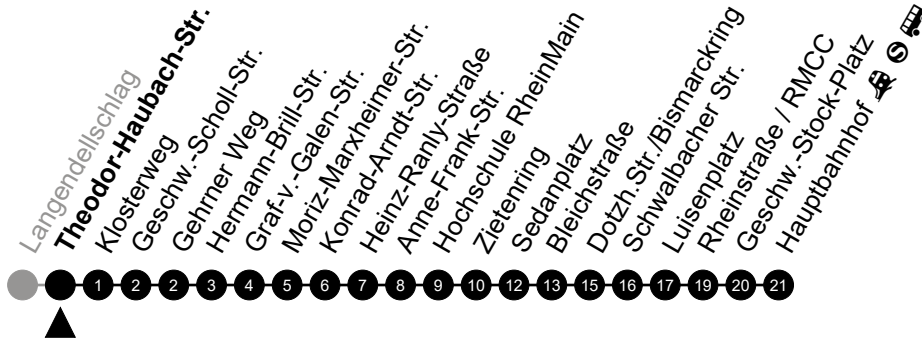 Langendellschlag
Theodor-Haubach-Str.
Klosterweg
Geschw.-Scholl-Str.
Gehrner Weg
Hermann-Brill-Str.
Graf-v.-Galen-Str.
Moriz-Marxheimer-Str.
Konrad-Arndt-Str.
Heinz-Ranly-Straße
Anne-Frank-Str.
Hochschule RheinMain
Zietenring
Sedanplatz
Bleichstraße
Dotzh.Str./Bismarckring
Schwalbacher Str.
Luisenplatz
Rheinstraße / RMCC
Geschw.-Stock-Platz
Hauptbahnhof S
1 2 2 3 4 5 6 7 8 9 10 12 13 15 16 17 19 20 21